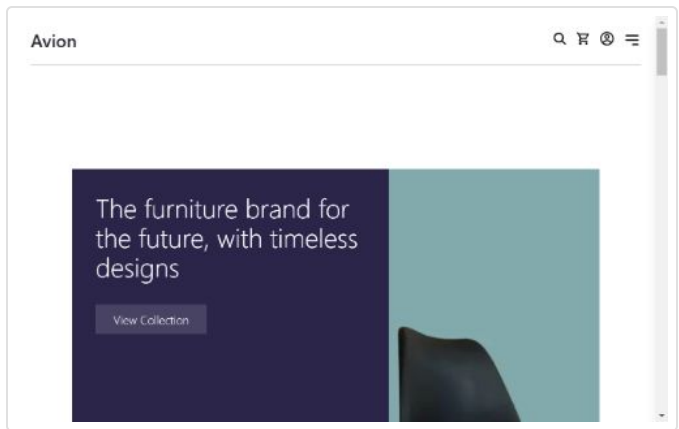 Avion
The furniture brand for
the future, with timeless
designs
View Collection